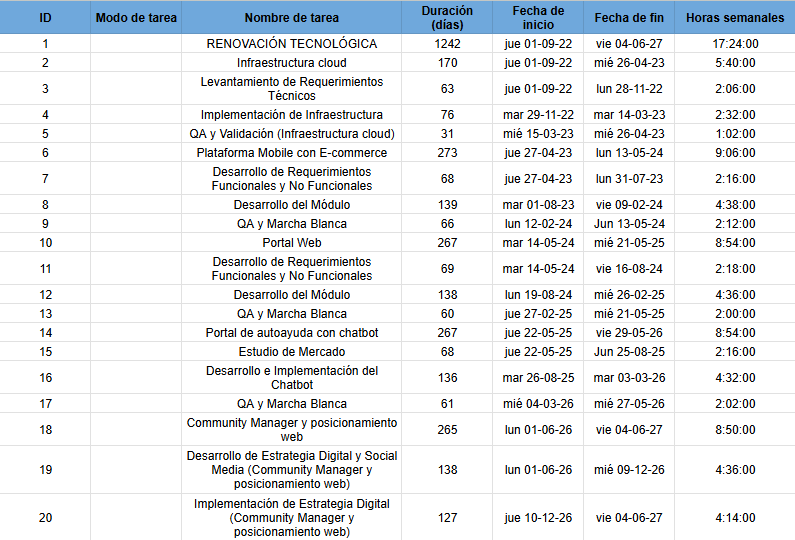 ID Modo de tarea Nombre de tarea Duración (días) Fecha de inicio Fecha de fin Horas semanales
1 RENOVACIÓN TECNOLÓGICA 1242 jue 01-09-22 vie 04-06-27 17:24:00
2 Infraestructura cloud 170 jue 01-09-22 mié 26-04-23 5:40:00
3 Levantamiento de Requerimientos Técnicos 63 jue 01-09-22 lun 28-11-22 2:06:00
4 Implementación de Infraestructura 76 mar 29-11-22 mar 14-03-23 2:32:00
5 QA y Validación (Infraestructura cloud) 31 mié 15-03-23 mié 26-04-23 1:02:00
6 Plataforma Mobile con E-commerce 273 jue 27-04-23 lun 13-05-24 9:06:00
7 Desarrollo de Requerimientos Funcionales y No Funcionales 68 jue 27-04-23 lun 31-07-23 2:16:00
8 Desarrollo del Módulo 139 mar 01-08-23 vie 09-02-24 4:38:00
9 QA y Marcha Blanca 66 lun 12-02-24 Jun 13-05-24 2:12:00
10 Portal Web 267 mar 14-05-24 mié 21-05-25 8:54:00
11 Desarrollo de Requerimientos Funcionales y No Funcionales 69 mar 14-05-24 vie 16-08-24 2:18:00
12 Desarrollo del Módulo 138 lun 19-08-24 mié 26-02-25 4:36:00
13 QA y Marcha Blanca 60 jue 27-02-25 mié 21-05-25 2:00:00
14 Portal de autoayuda con chatbot 267 jue 22-05-25 vie 29-05-26 8:54:00
15 Estudio de Mercado 68 jue 22-05-25 Jun 25-08-25 2:16:00
16 Desarrollo e Implementación del Chatbot 136 mar 26-08-25 mar 03-03-26 4:32:00
17 QA y Marcha Blanca 61 mié 04-03-26 mié 27-05-26 2:02:00
18 Community Manager y posicionamiento web 265 lun 01-06-26 vie 04-06-27 8:50:00
19 Desarrollo de Estrategia Digital y Social Media (Community Manager y posicionamiento web) 138 lun 01-06-26 mié 09-12-26 4:36:00
20 Implementación de Estrategia Digital (Community Manager y posicionamiento web) 127 jue 10-12-26 vie 04-06-27 4:14:00